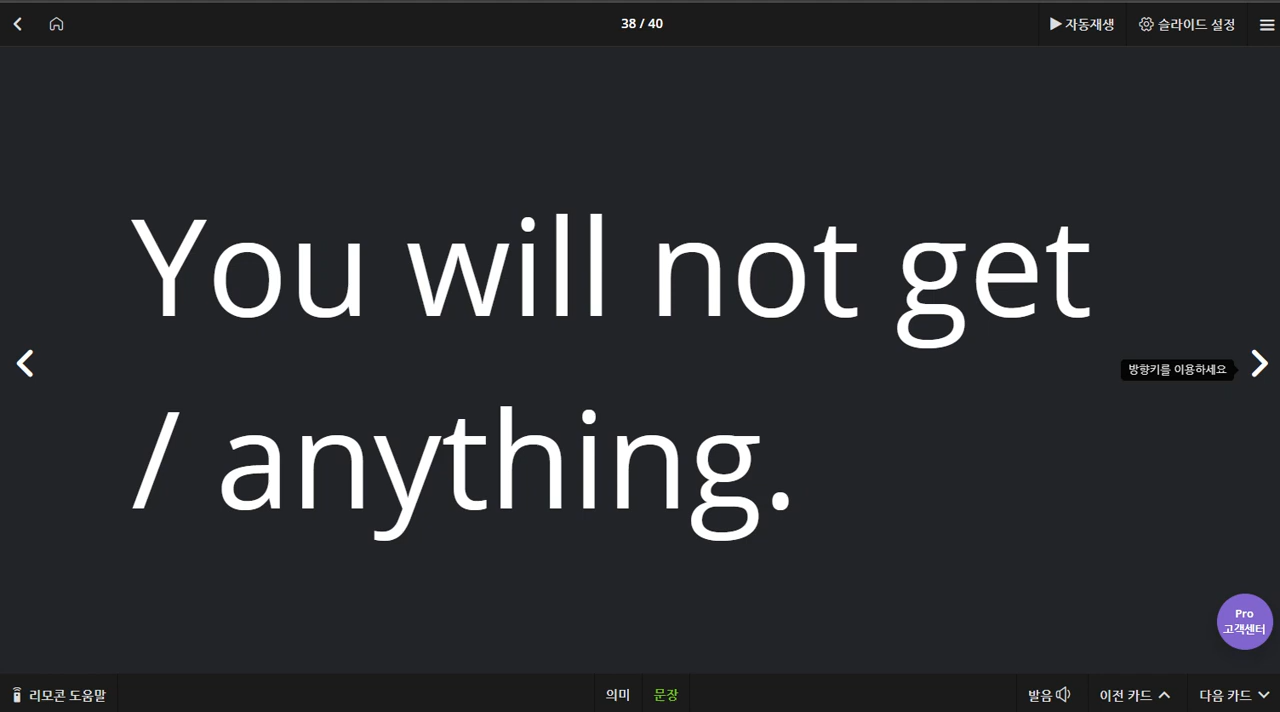 38 / 40
자동재생
슬라이드 설정
You will not get
/ anything.
방향키를 이용하세요
Pro
고객센터
리모콘 도움말
의미
문장
발음
이전 카드
다음 카드